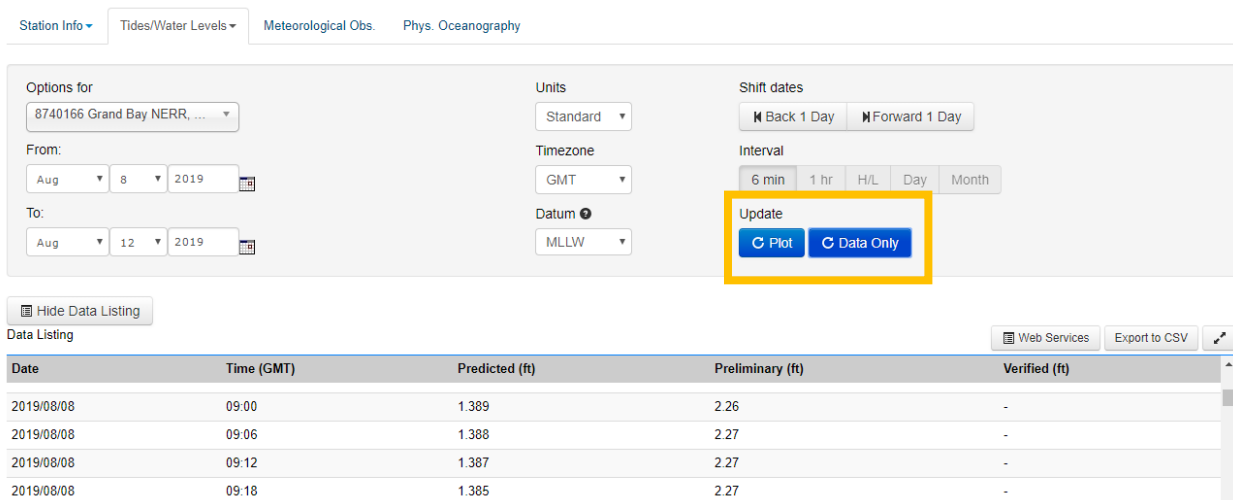 Station Info Tides/Water Levels Meteorological Obs. Phys. Oceanography
Options for Units Shift dates
8740166 Grand Bay NERR, ... Standard Back 1 Day Forward 1 Day
From: Timezone Interval
Aug 8 2019 GMT 6 min 1 hr H/L Day Month
To: Datum Update
Aug 12 2019 MLLW Plot Data Only
Hide Data Listing
Data Listing Web Services Export to CSV
Date Time (GMT) Predicted (ft) Preliminary (ft) Verified (ft)
2019/08/08 09:00 1.389 2.26 -
2019/08/08 09:06 1.388 2.27 -
2019/08/08 09:12 1.387 2.27 -
2019/08/08 09:18 1.385 2.27 -